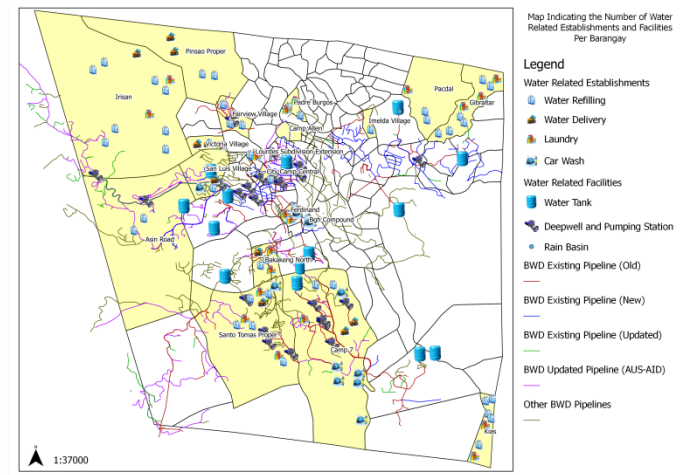 Map Indicating the Number of Water
Related Establishments and Facilities
Per Barangay
Legend
Water Related Establishments
Water Refilling
Water Delivery
Laundry
Car Wash
Water Related Facilities
Water Tank
Deepwell and Pumping Station
Rain Basin
BWD Existing Pipeline (Old)
BWD Existing Pipeline (New)
BWD Existing Pipeline (Updated)
BWD Updated Pipeline (AUS-AID)
Other BWD Pipelines
Pinsao Proper
Irisan
Pacdal
Gibraltar
Padre Burgos
Fairview Village
Imelda Village
Camp Allen
Victoria Village
Lourdes Subdivision Extension
San Luis Village
City Camp Central
Ferdinand
Bgh Compound
Asin Road
Bakakeng North
Santo Tomas Proper
Camp 7
Kias
N
1:37000